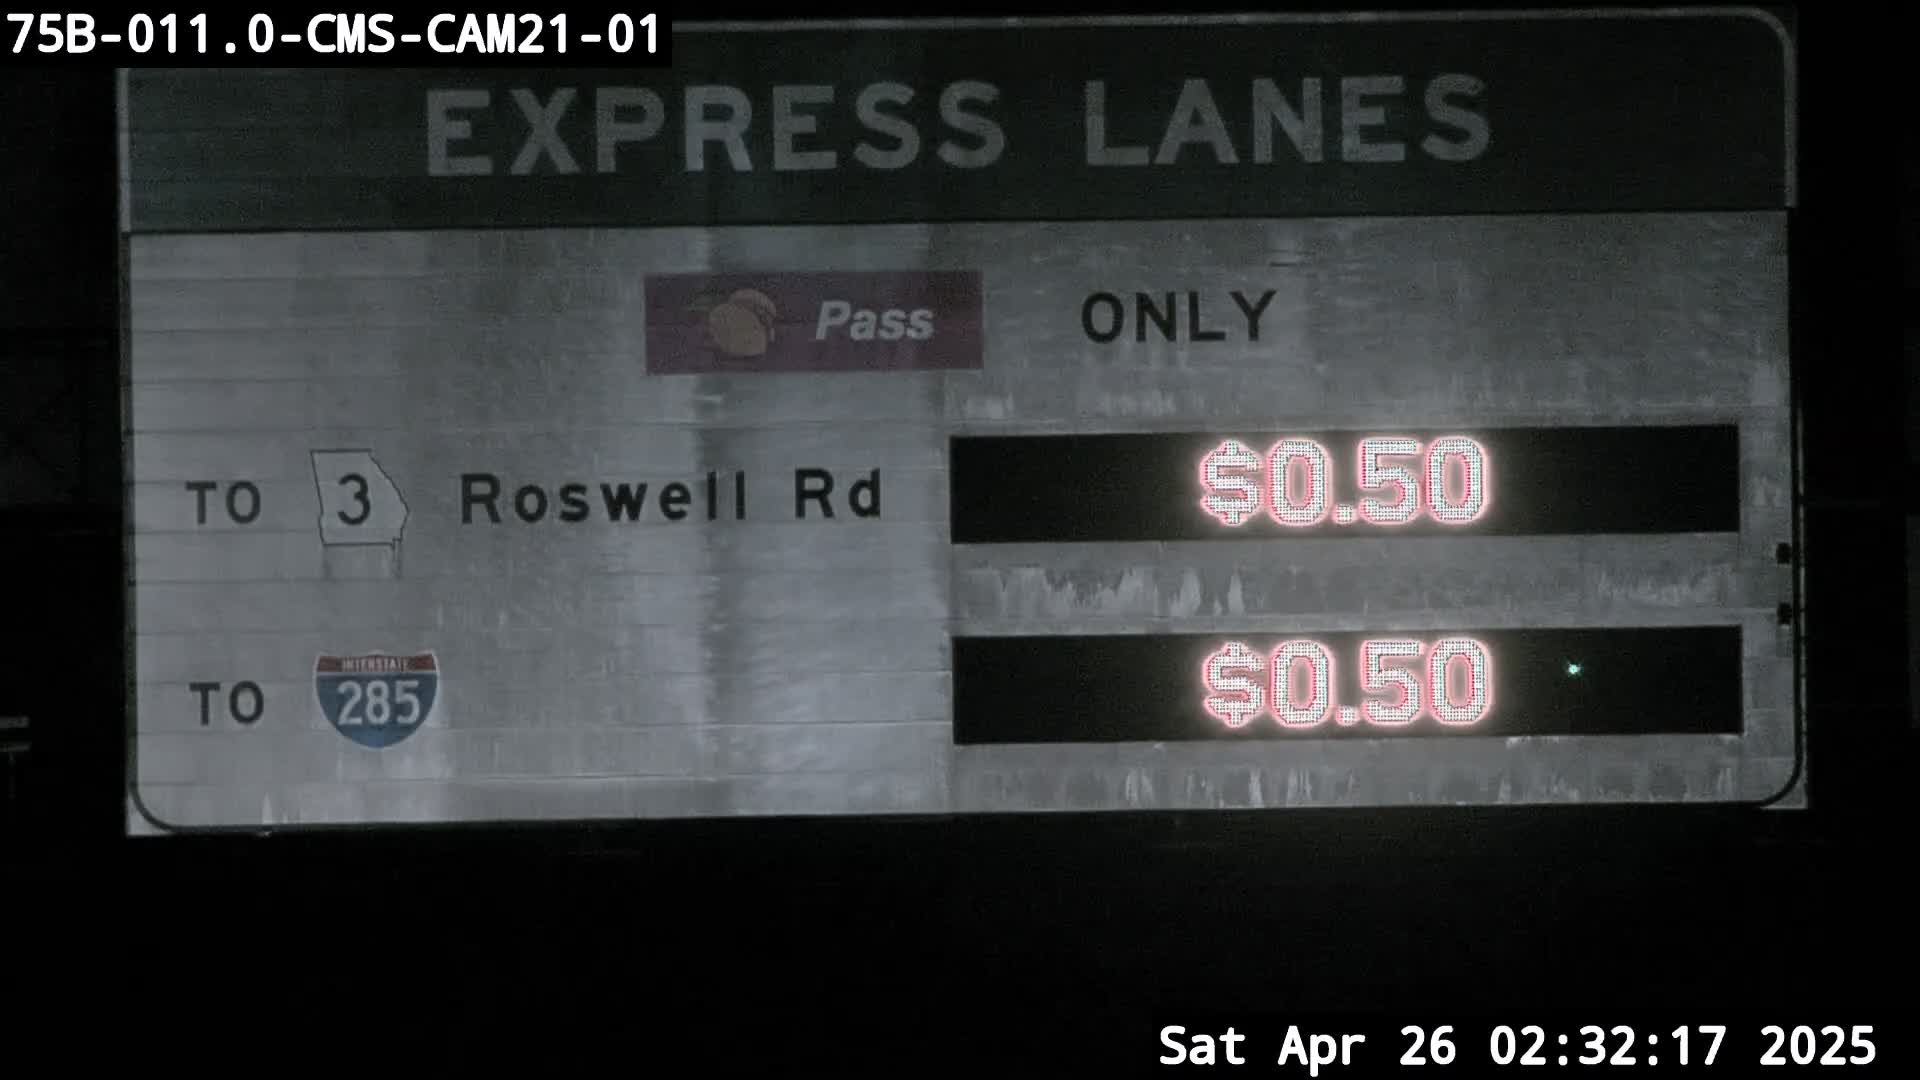 75B-011.0-CMS-CAM21-01
EXPRESS LANES
Pass ONLY
TO 3 Roswell Rd $0.50
TO INTERSTATE 285 $0.50
Sat Apr 26 02:32:17 2025